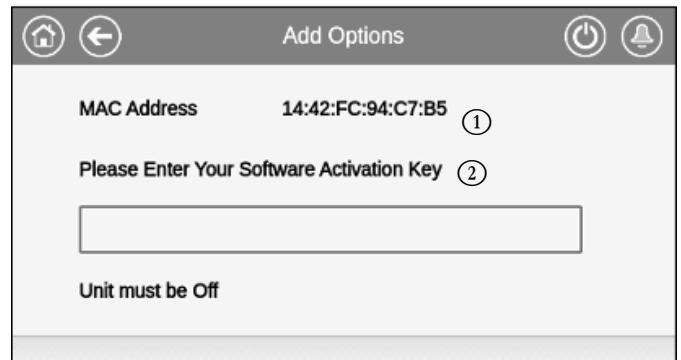 Add Options
MAC Address 14:42:FC:94:C7:B5 ①
Please Enter Your Software Activation Key ②
Unit must be Off